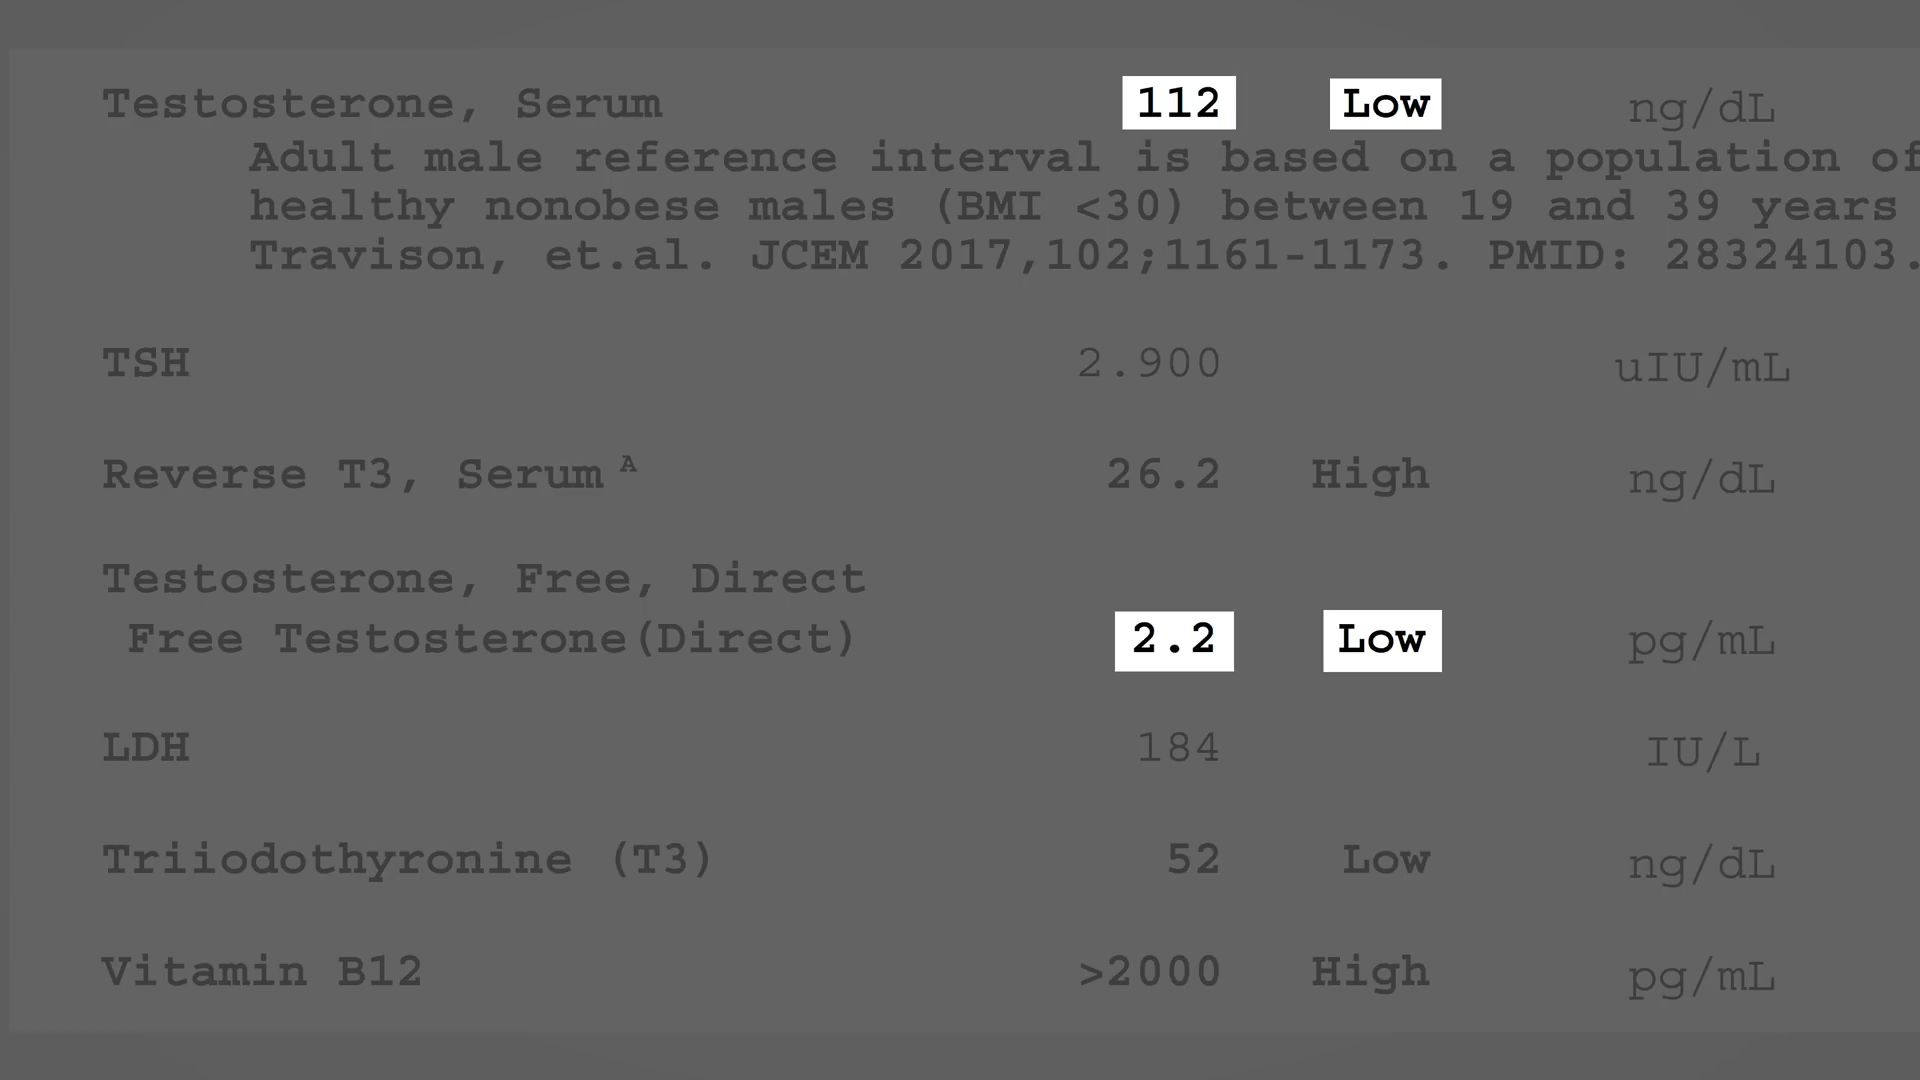 Testosterone, Serum 112 Low ng/dL
Adult male reference interval is based on a population of
healthy nonobese males (BMI <30) between 19 and 39 years
Travison, et.al. JCEM 2017,102;1161-1173. PMID: 28324103.
TSH 2.900 uIU/mL
Reverse T3, Serum A 26.2 High ng/dL
Testosterone, Free, Direct
Free Testosterone(Direct) 2.2 Low pg/mL
LDH 184 IU/L
Triiodothyronine (T3) 52 Low ng/dL
Vitamin B12 >2000 High pg/mL